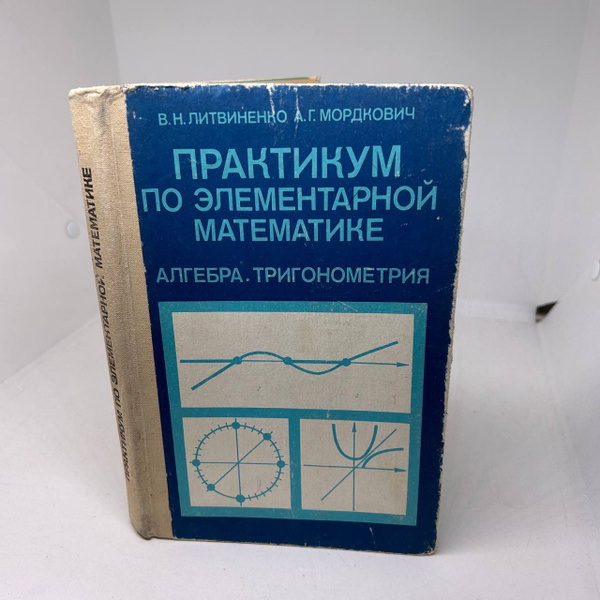 В.Н.ЛИТВИНЕНКО А.Г.МОРДКОВИЧ
ПРАКТИКУМ
ПО ЭЛЕМЕНТАРНОЙ
МАТЕМАТИКЕ
АЛГЕБРА.ТРИГОНОМЕТРИЯ
ПРАКТИКУМ ПО ЭЛЕМЕНТАРНОЙ МАТЕМАТИКЕ